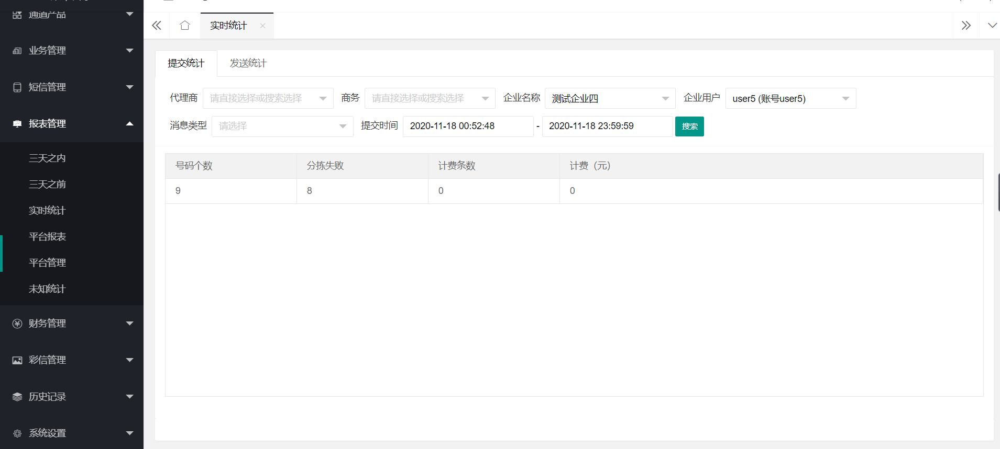 通道产品
业务管理
短信管理
报表管理
三天之内
三天之前
实时统计
平台报表
平台管理
未知统计
财务管理
彩信管理
历史记录
系统设置
实时统计
提交统计 发送统计
代理商 请直接选择或搜索选择 商务 请直接选择或搜索选择 企业名称 测试企业四 企业用户 user5 (账号user5)
消息类型 请选择 提交时间 2020-11-18 00:52:48 - 2020-11-18 23:59:59 搜索
号码个数 分拣失败 计费条数 计费（元）
9 8 0 0